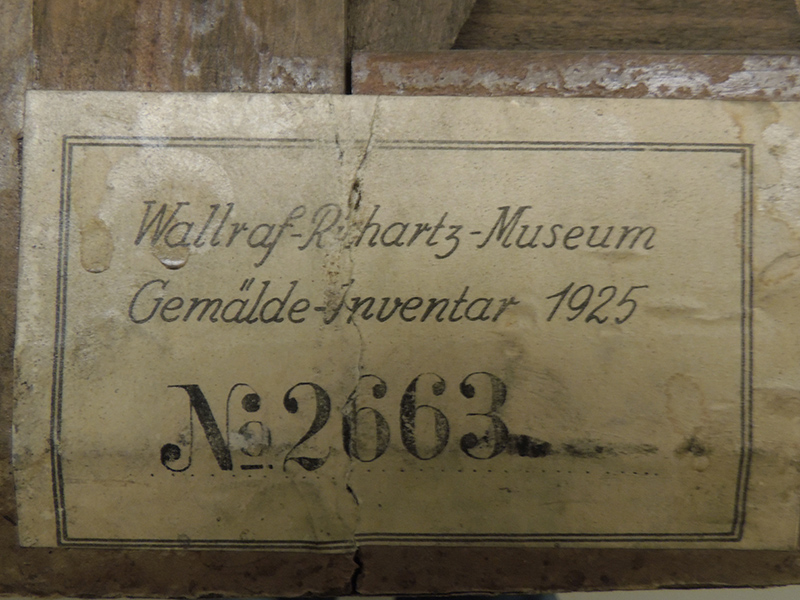 Wallraf-Richartz-Museum
Gemälde-Inventar 1925
No 2663